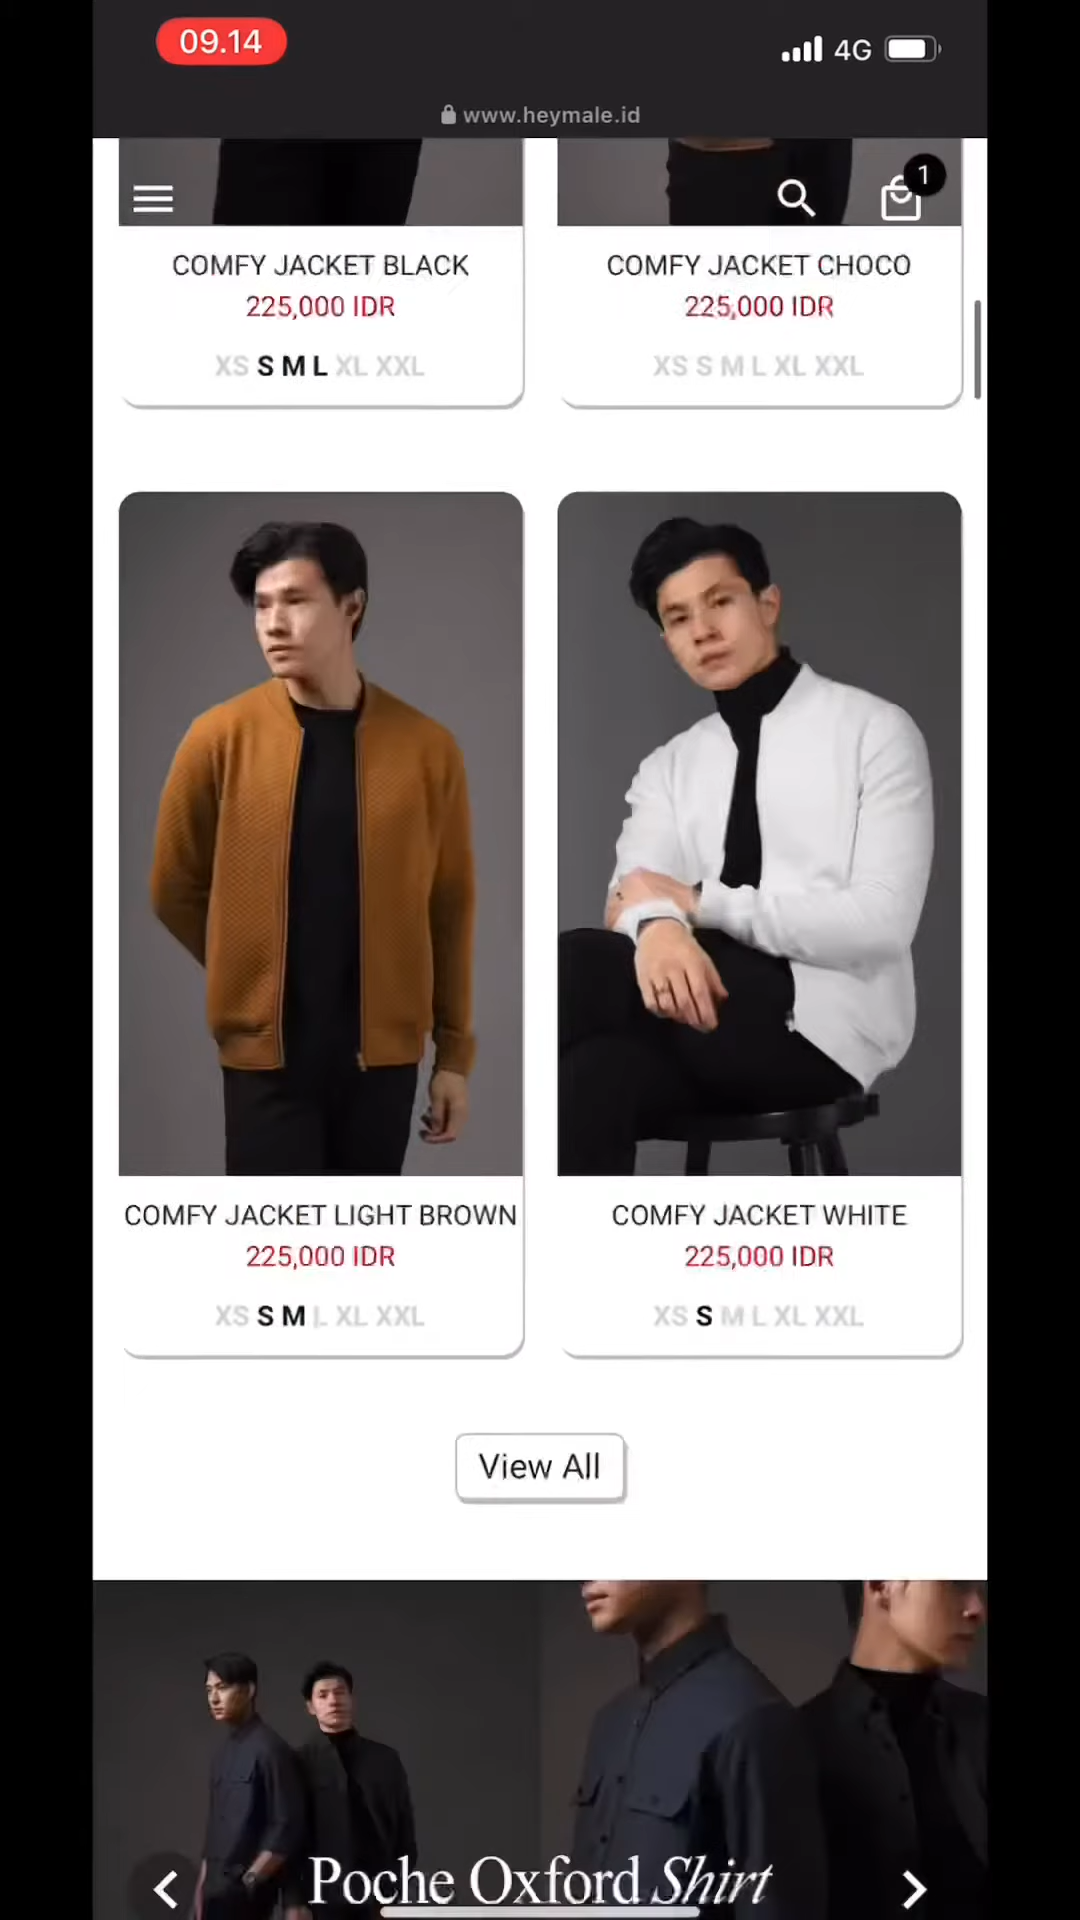 09.14
4G
www.heymale.id
1
COMFY JACKET BLACK
225,000 IDR
XS S M L XL XXL
COMFY JACKET CHOCO
225,000 IDR
XS S M L XL XXL
COMFY JACKET LIGHT BROWN
225,000 IDR
XS S M L XL XXL
COMFY JACKET WHITE
225,000 IDR
XS S M L XL XXL
View All
Poche Oxford Shirt